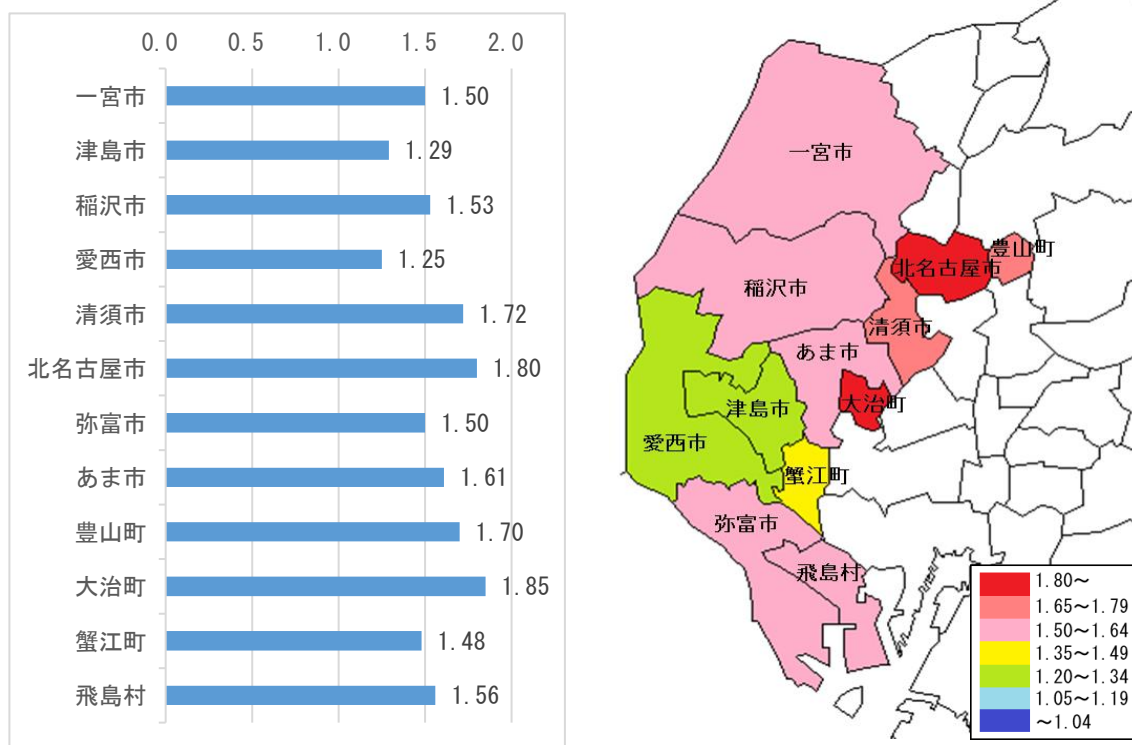 0.0 0.5 1.0 1.5 2.0
一宮市 1.50
津島市 1.29
稲沢市 1.53
愛西市 1.25
清須市 1.72
北名古屋市 1.80
弥富市 1.50
あま市 1.61
豊山町 1.70
大治町 1.85
蟹江町 1.48
飛島村 1.56
一宮市
豊山町
北名古屋市
稲沢市
清須市
あま市
大治町
津島市
愛西市
蟹江町
弥富市
飛島村
1.80～
1.65～1.79
1.50～1.64
1.35～1.49
1.20～1.34
1.05～1.19
～1.04